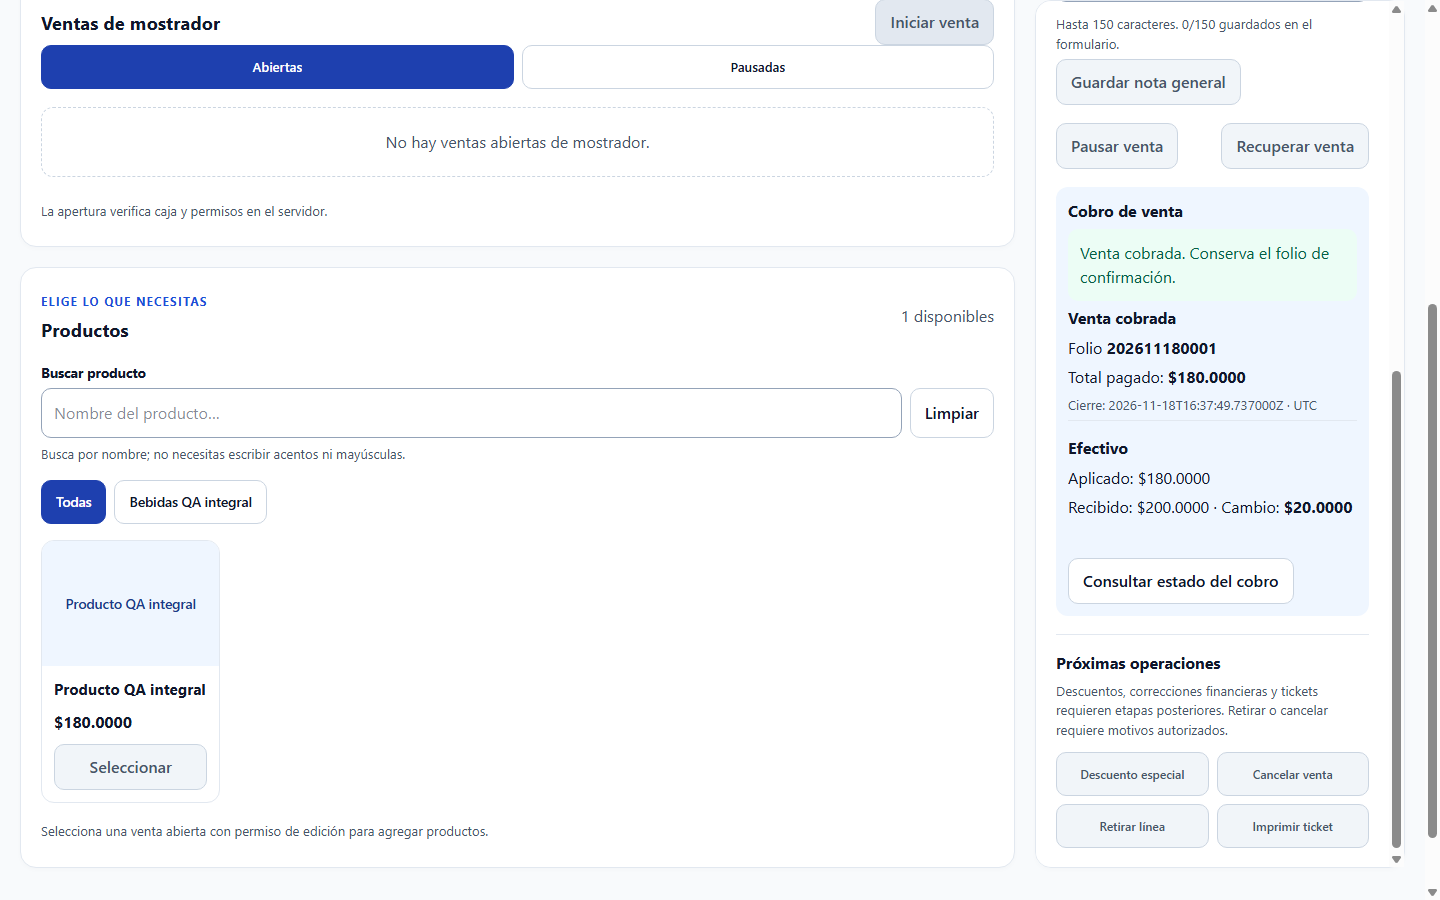 Ventas de mostrador
Iniciar venta
Abiertas
Pausadas
No hay ventas abiertas de mostrador.
La apertura verifica caja y permisos en el servidor.
ELIGE LO QUE NECESITAS
Productos
1 disponibles
Buscar producto
Nombre del producto...
Limpiar
Busca por nombre; no necesitas escribir acentos ni mayúsculas.
Todas
Bebidas QA integral
Producto QA integral
Producto QA integral
$180.0000
Seleccionar
Selecciona una venta abierta con permiso de edición para agregar productos.
Hasta 150 caracteres. 0/150 guardados en el
formulario.
Guardar nota general
Pausar venta
Recuperar venta
Cobro de venta
Venta cobrada. Conserva el folio de
confirmación.
Venta cobrada
Folio 202611180001
Total pagado: $180.0000
Cierre: 2026-11-18T16:37:49.737000Z · UTC
Efectivo
Aplicado: $180.0000
Recibido: $200.0000 · Cambio: $20.0000
Consultar estado del cobro
Próximas operaciones
Descuentos, correcciones financieras y tickets
requieren etapas posteriores. Retirar o cancelar
requiere motivos autorizados.
Descuento especial
Cancelar venta
Retirar línea
Imprimir ticket